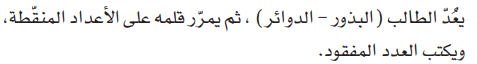 يعُدّ الطالب (البذور - الدوائر) ، ثم يمرّر قلمه على الأعداد المنقّطة،
ويكتب العدد المفقود.